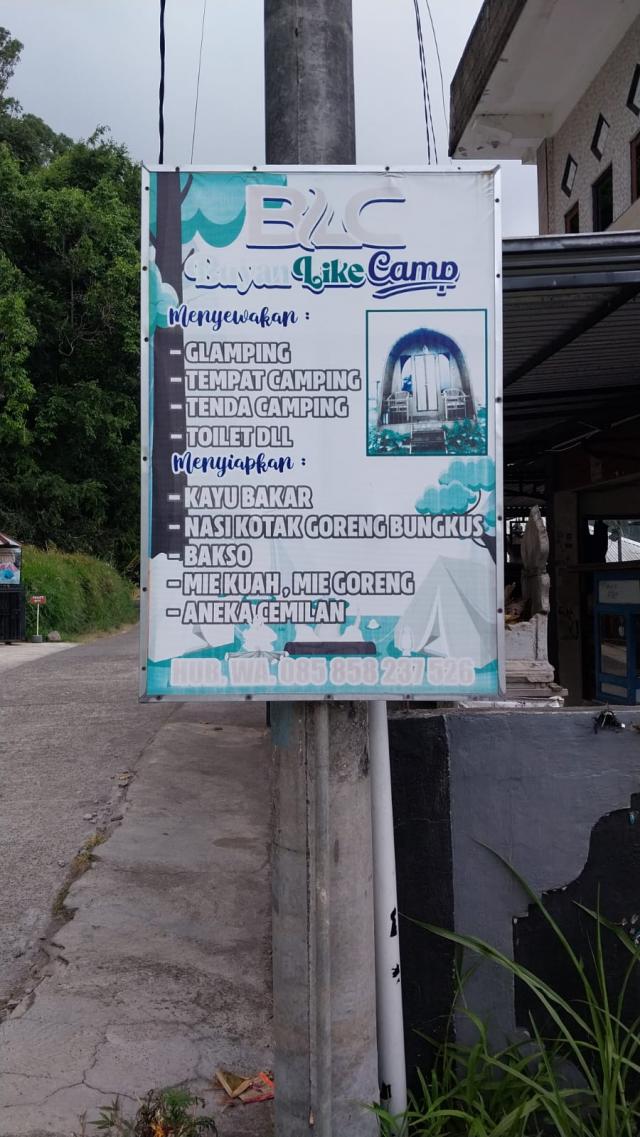 BLC
Buyan Like Camp
Menyewakan :
- GLAMPING
- TEMPAT CAMPING
- TENDA CAMPING
- TOILET DLL
Menyiapkan :
- KAYU BAKAR
- NASI KOTAK GORENG BUNGKUS
- BAKSO
- MIE KUAH , MIE GORENG
- ANEKA CEMILAN
HUB. WA. 085 858 237 526